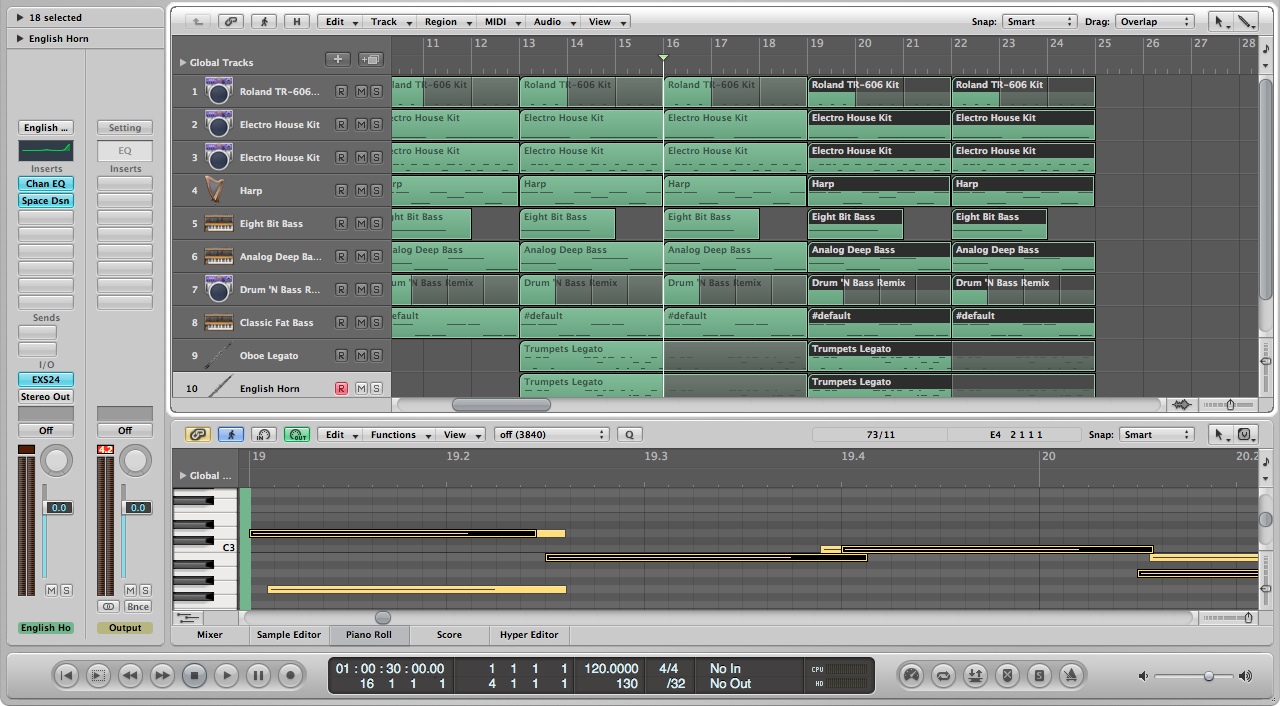 18 selected
English Horn
English ...
Setting
EQ
Inserts
Inserts
Chan EQ
Space Dsn
Sends
I/O
EXS24
Stereo Out
Off
Off
4.2
0.0
0.0
M S
M S
Bnce
English Ho
Output
H
Edit
Track
Region
MIDI
Audio
View
Snap: Smart
Drag: Overlap
11 12 13 14 15 16 17 18 19 20 21 22 23 24 25 26 27 28
Global Tracks
1 Roland TR-606... R M S
land TR-606 Kit
Roland TR-606 Kit
Roland TR-606 Kit
Roland TR-606 Kit
Roland TR-606 Kit
2 Electro House Kit R M S
ectro House Kit
Electro House Kit
Electro House Kit
Electro House Kit
Electro House Kit
3 Electro House Kit R M S
ectro House Kit
Electro House Kit
Electro House Kit
Electro House Kit
Electro House Kit
4 Harp R M S
rp
Harp
Harp
Harp
Harp
5 Eight Bit Bass R M S
ght Bit Bass
Eight Bit Bass
Eight Bit Bass
Eight Bit Bass
Eight Bit Bass
6 Analog Deep Ba... R M S
alog Deep Bass
Analog Deep Bass
Analog Deep Bass
Analog Deep Bass
Analog Deep Bass
7 Drum 'N Bass R... R M S
um 'N Bass Remix
Drum 'N Bass Remix
Drum 'N Bass Remix
Drum 'N Bass Remix
Drum 'N Bass Remix
8 Classic Fat Bass R M S
efault
#default
#default
#default
#default
9 Oboe Legato R M S
Trumpets Legato
Trumpets Legato
10 English Horn R M S
Trumpets Legato
Trumpets Legato
IN
OUT
Edit
Functions
View
off (3840)
Q
73/11
E4 2 1 1 1
Snap: Smart
19 19.2 19.3 19.4 20 20.2
Global ...
C3
Mixer
Sample Editor
Piano Roll
Score
Hyper Editor
01 : 00 : 30 : 00.00
16 1 1 1
1 1 1 1
4 1 1 1
120.0000
130
4/4
/32
No In
No Out
CPU
HD
S